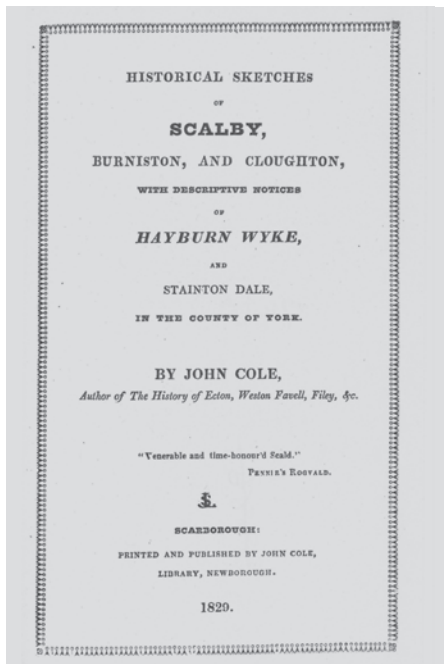 HISTORICAL SKETCHES
OF
SCALBY,
BURNISTON, AND CLOUGHTON,
WITH DESCRIPTIVE NOTICES
OF
HAYBURN WYKE,
AND
STAINTON DALE,
IN THE COUNTY OF YORK.
BY JOHN COLE,
Author of The History of Ecton, Weston Favell, Filey, &c.
"Venerable and time-honour'd Scald."
PENNIE'S ROGVALD.
SCARBOROUGH:
PRINTED AND PUBLISHED BY JOHN COLE,
LIBRARY, NEWBOROUGH.
1829.